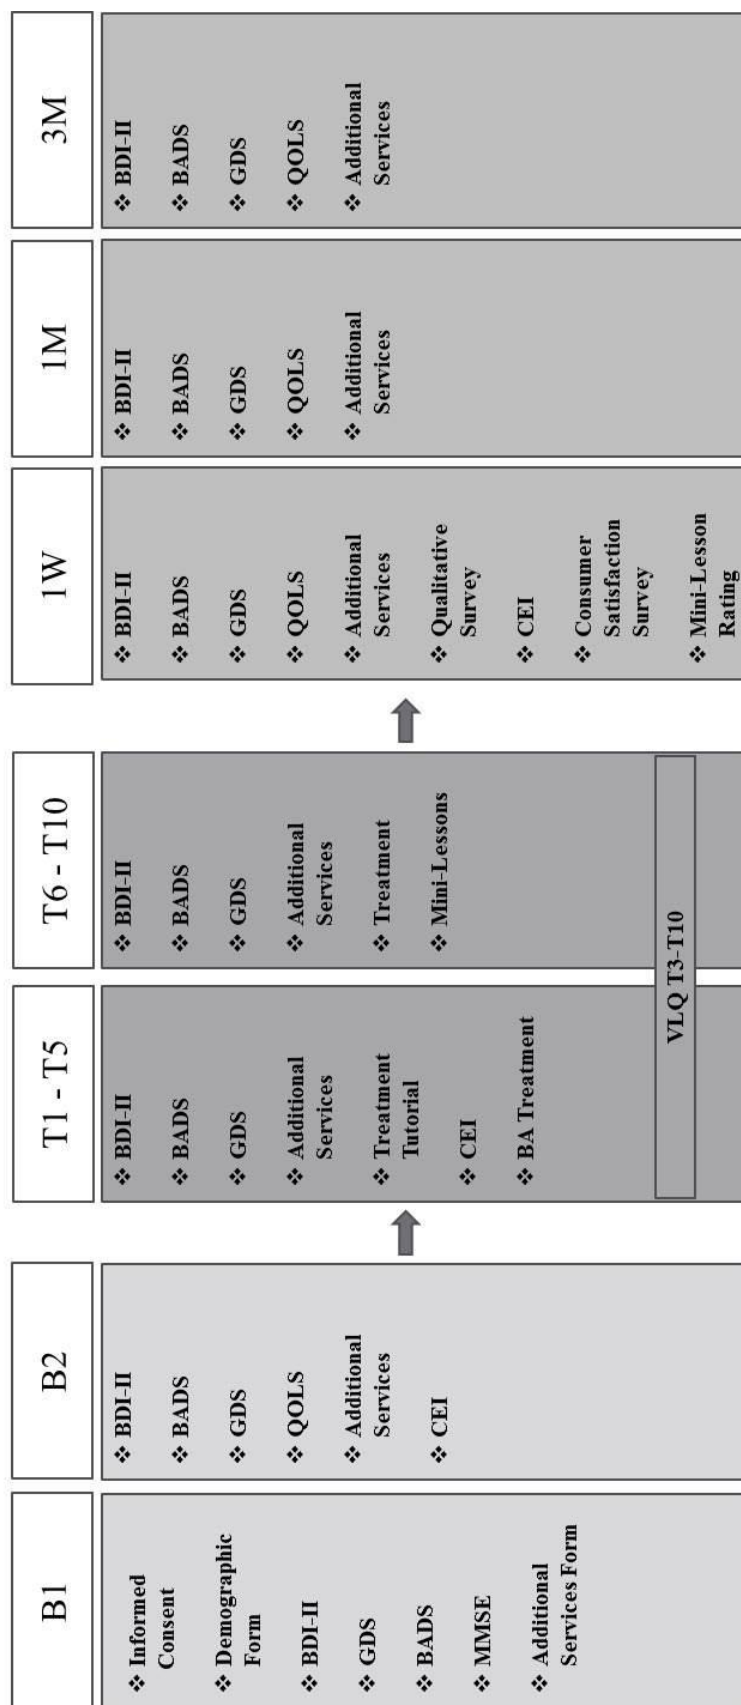 B1
❖ Informed
Consent
❖ Demographic
Form
❖ BDI-II
❖ GDS
❖ BADS
❖ MMSE
❖ Additional
Services Form
B2
❖ BDI-II
❖ BADS
❖ GDS
❖ QOLS
❖ Additional
Services
❖ CEI
T1 - T5
❖ BDI-II
❖ BADS
❖ GDS
❖ Additional
Services
❖ Treatment
Tutorial
❖ CEI
❖ BA Treatment
T6 - T10
❖ BDI-II
❖ BADS
❖ GDS
❖ Additional
Services
❖ Treatment
❖ Mini-Lessons
VLQ T3-T10
1W
❖ BDI-II
❖ BADS
❖ GDS
❖ QOLS
❖ Additional
Services
❖ Qualitative
Survey
❖ CEI
❖ Consumer
Satisfaction
Survey
❖ Mini-Lesson
Rating
1M
❖ BDI-II
❖ BADS
❖ GDS
❖ QOLS
❖ Additional
Services
3M
❖ BDI-II
❖ BADS
❖ GDS
❖ QOLS
❖ Additional
Services